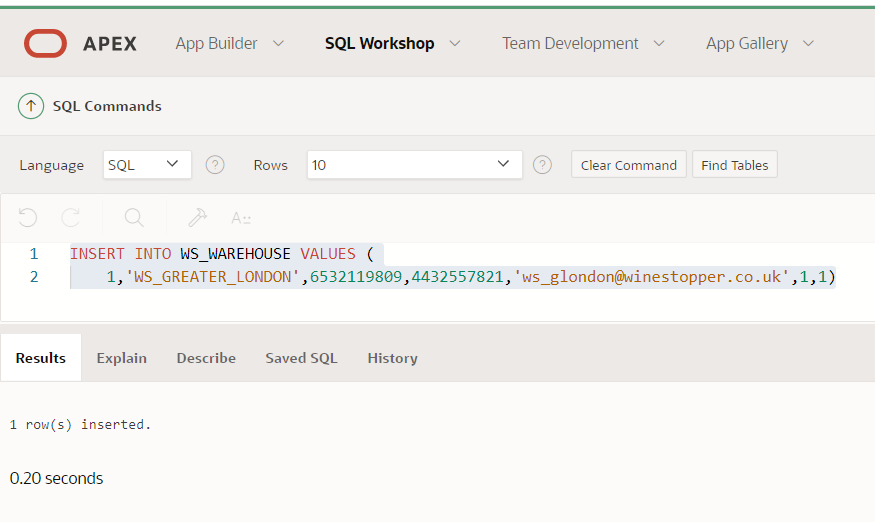 APEX App Builder SQL Workshop Team Development App Gallery
SQL Commands
Language SQL ? Rows 10 ? Clear Command Find Tables
A
1 INSERT INTO WS_WAREHOUSE VALUES (
2 1,'WS_GREATER_LONDON',6532119809,4432557821,'ws_glondon@winestopper.co.uk',1,1)
Results Explain Describe Saved SQL History
1 row(s) inserted.
0.20 seconds